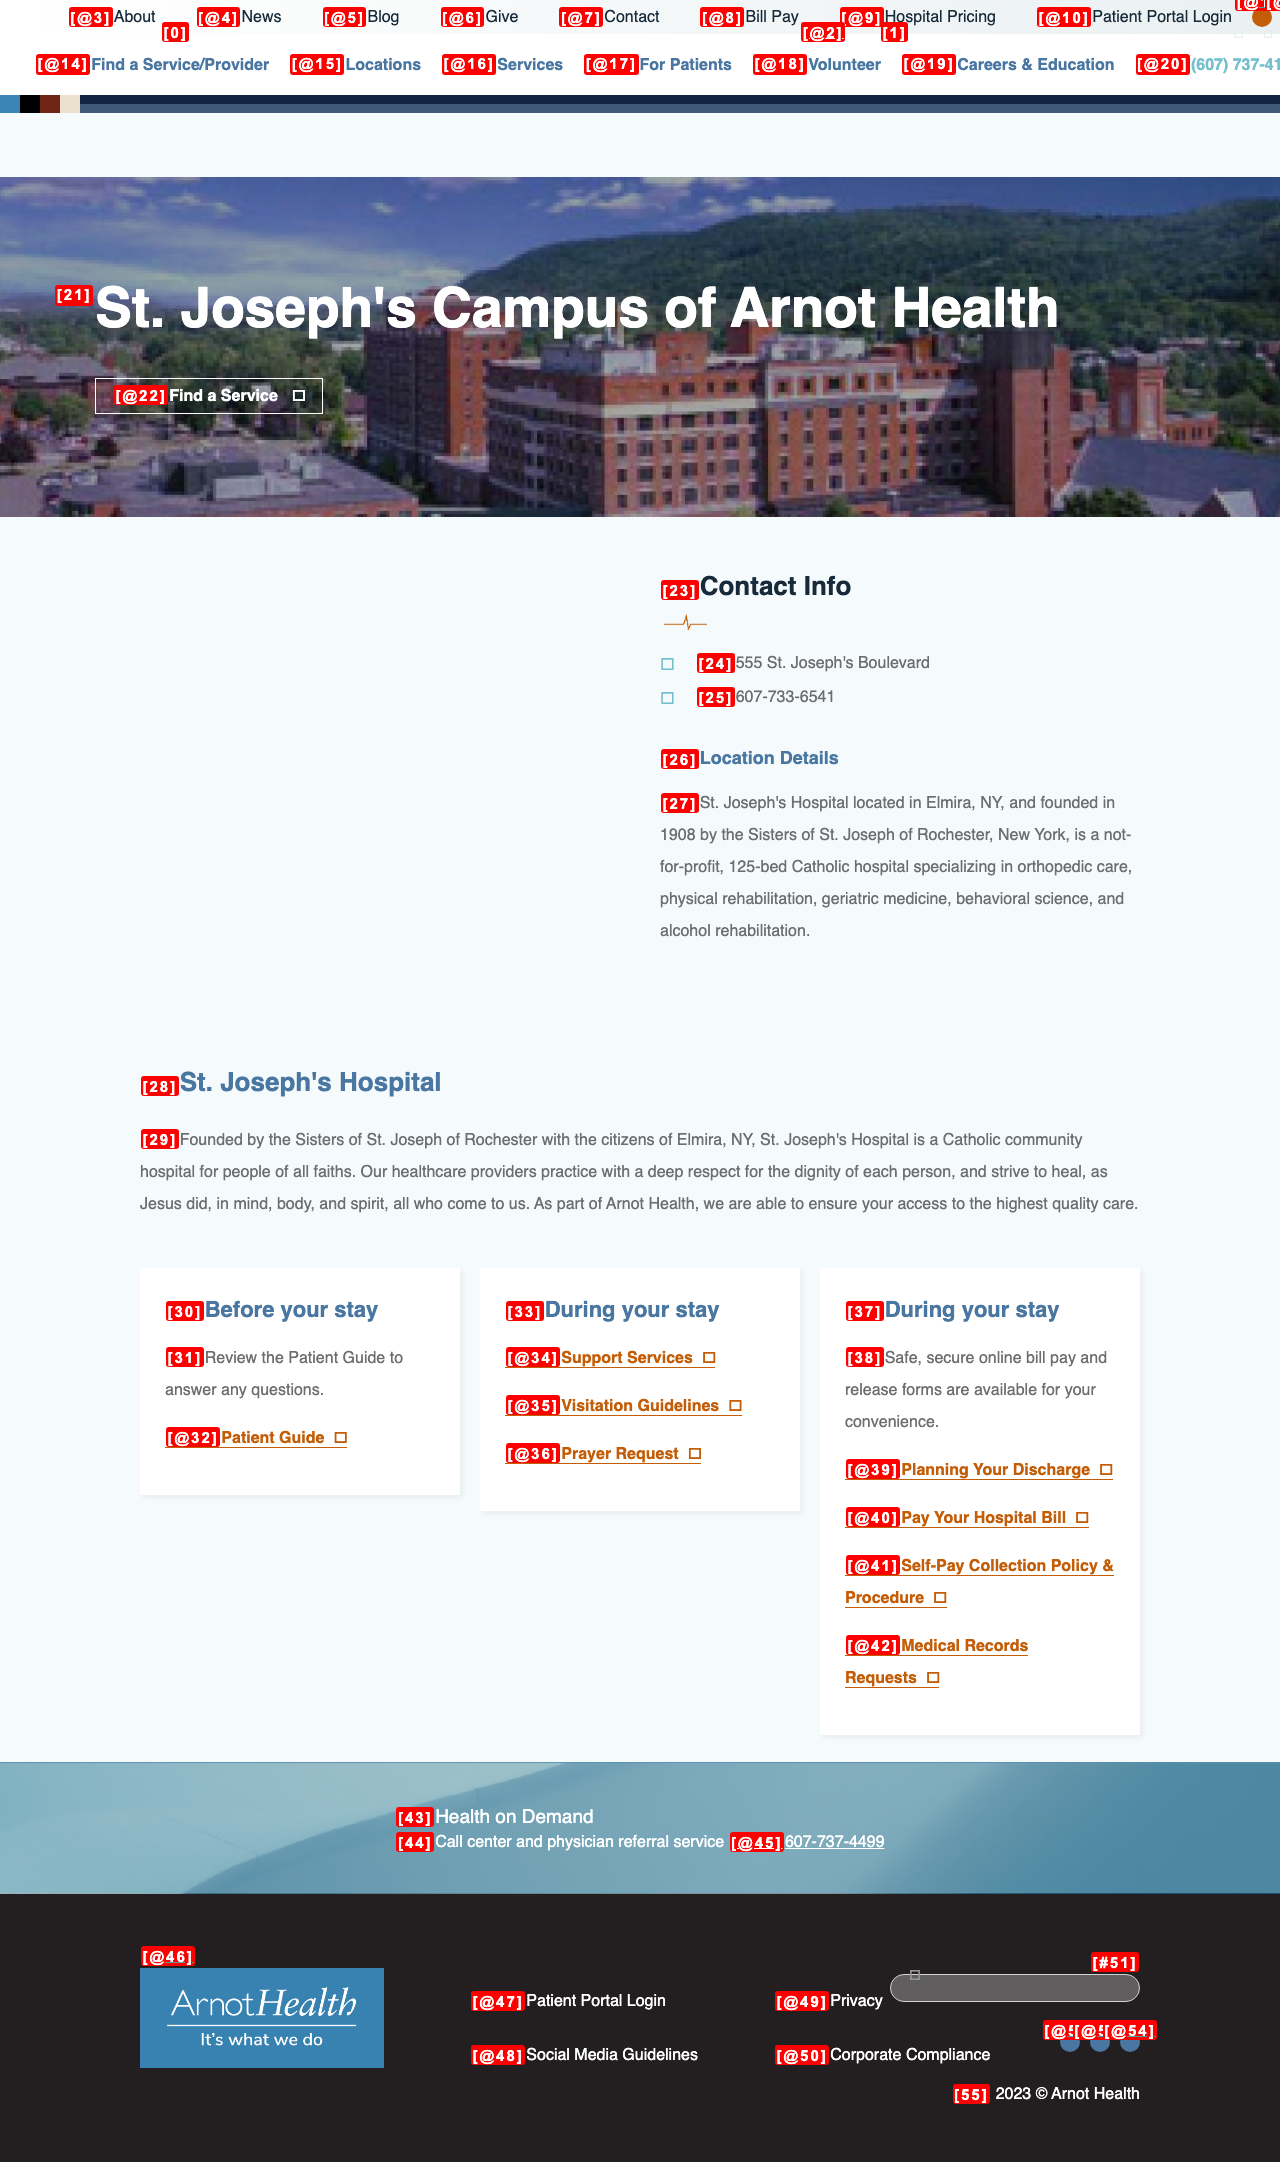 [@3] About [@4] News [@5] Blog [@6] Give [@7] Contact [@8] Bill Pay [@9] Hospital Pricing [@10] Patient Portal Login
[0] [@2] [1]
[@14] Find a Service/Provider [@15] Locations [@16] Services [@17] For Patients [@18] Volunteer [@19] Careers & Education [@20] (607) 737-41
[21] St. Joseph's Campus of Arnot Health
[@22] Find a Service
[23] Contact Info
[24] 555 St. Joseph's Boulevard
[25] 607-733-6541
[26] Location Details
[27] St. Joseph's Hospital located in Elmira, NY, and founded in
1908 by the Sisters of St. Joseph of Rochester, New York, is a not-
for-profit, 125-bed Catholic hospital specializing in orthopedic care,
physical rehabilitation, geriatric medicine, behavioral science, and
alcohol rehabilitation.
[28] St. Joseph's Hospital
[29] Founded by the Sisters of St. Joseph of Rochester with the citizens of Elmira, NY, St. Joseph's Hospital is a Catholic community
hospital for people of all faiths. Our healthcare providers practice with a deep respect for the dignity of each person, and strive to heal, as
Jesus did, in mind, body, and spirit, all who come to us. As part of Arnot Health, we are able to ensure your access to the highest quality care.
[30] Before your stay
[31] Review the Patient Guide to
answer any questions.
[@32] Patient Guide
[33] During your stay
[@34] Support Services
[@35] Visitation Guidelines
[@36] Prayer Request
[37] During your stay
[38] Safe, secure online bill pay and
release forms are available for your
convenience.
[@39] Planning Your Discharge
[@40] Pay Your Hospital Bill
[@41] Self-Pay Collection Policy &
Procedure
[@42] Medical Records
Requests
[43] Health on Demand
[44] Call center and physician referral service [@45] 607-737-4499
[@46]
ArnotHealth
It's what we do
[@47] Patient Portal Login
[@48] Social Media Guidelines
[@49] Privacy
[@50] Corporate Compliance
[#51]
[@54]
[55] 2023 © Arnot Health